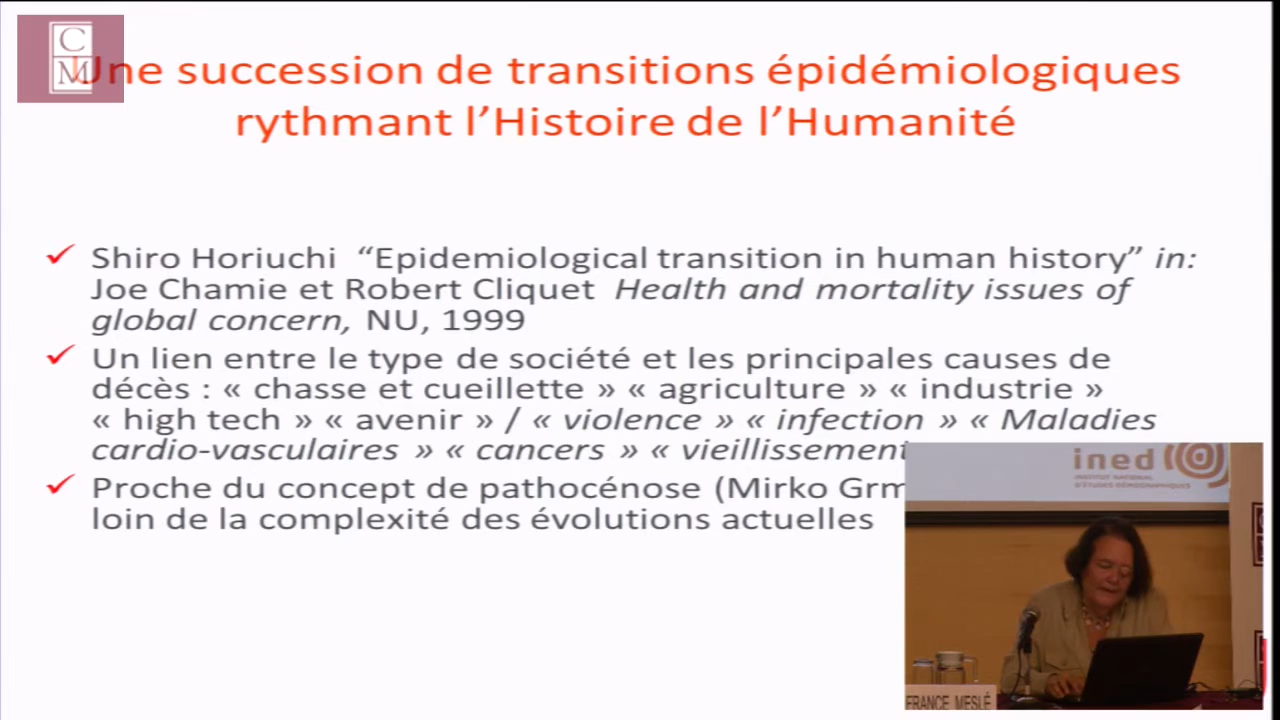 C
M
Une succession de transitions épidémiologiques
rythmant l’Histoire de l’Humanité
Shiro Horiuchi “Epidemiological transition in human history” in:
Joe Chamie et Robert Cliquet Health and mortality issues of
global concern, NU, 1999
Un lien entre le type de société et les principales causes de
décès : « chasse et cueillette » « agriculture » « industrie »
« high tech » « avenir » / « violence » « infection » « Maladies
cardio-vasculaires » « cancers » « vieillissement
Proche du concept de pathocénose (Mirko
loin de la complexité des évolutions actuelles
ined
INSTITUT NATIONAL
D'ÉTUDES DÉMOGRAPHIQUES
FRANCE MESLÉ